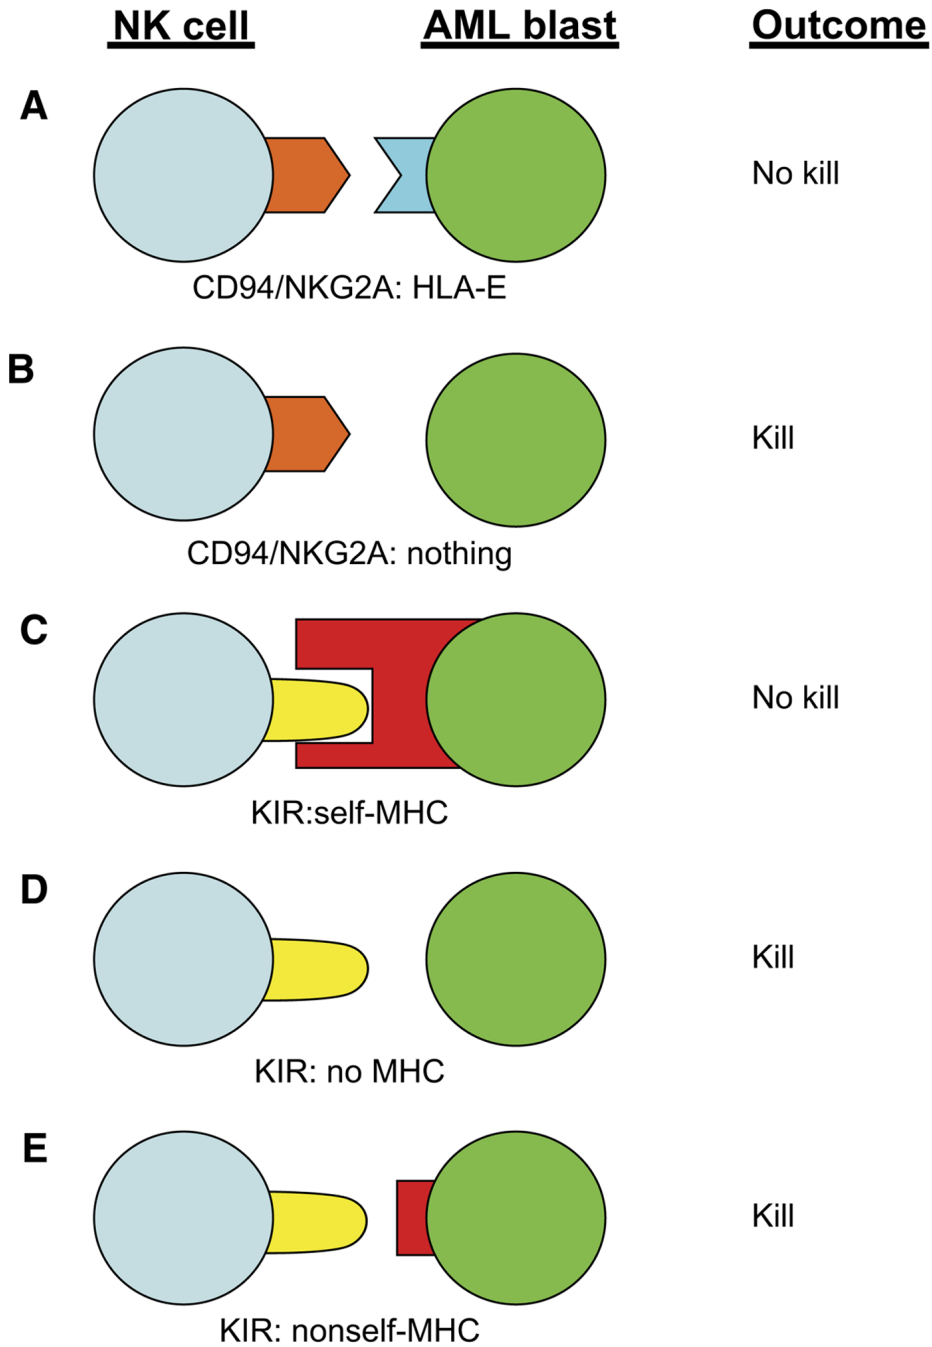 NK cell AML blast Outcome
A
No kill
CD94/NKG2A: HLA-E
B
Kill
CD94/NKG2A: nothing
C
No kill
KIR:self-MHC
D
Kill
KIR: no MHC
E
Kill
KIR: nonself-MHC